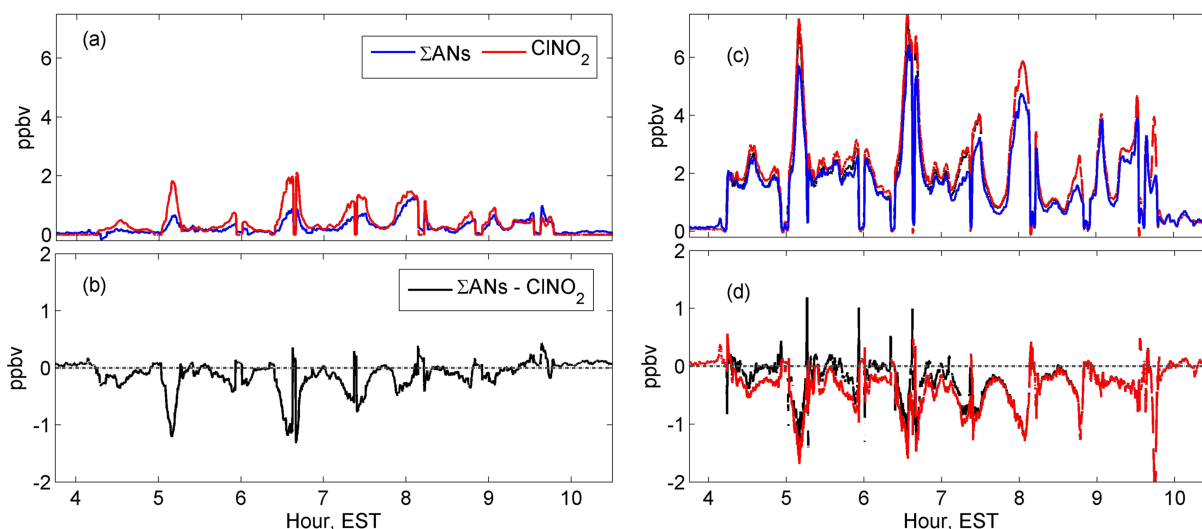 (a)
ΣANs ClNO2
ppbv
6
4
2
0
(b)
ΣANs - ClNO2
ppbv
2
1
0
-1
-2
4 5 6 7 8 9 10
Hour, EST
(c)
ppbv
6
4
2
0
(d)
ppbv
2
1
0
-1
-2
4 5 6 7 8 9 10
Hour, EST